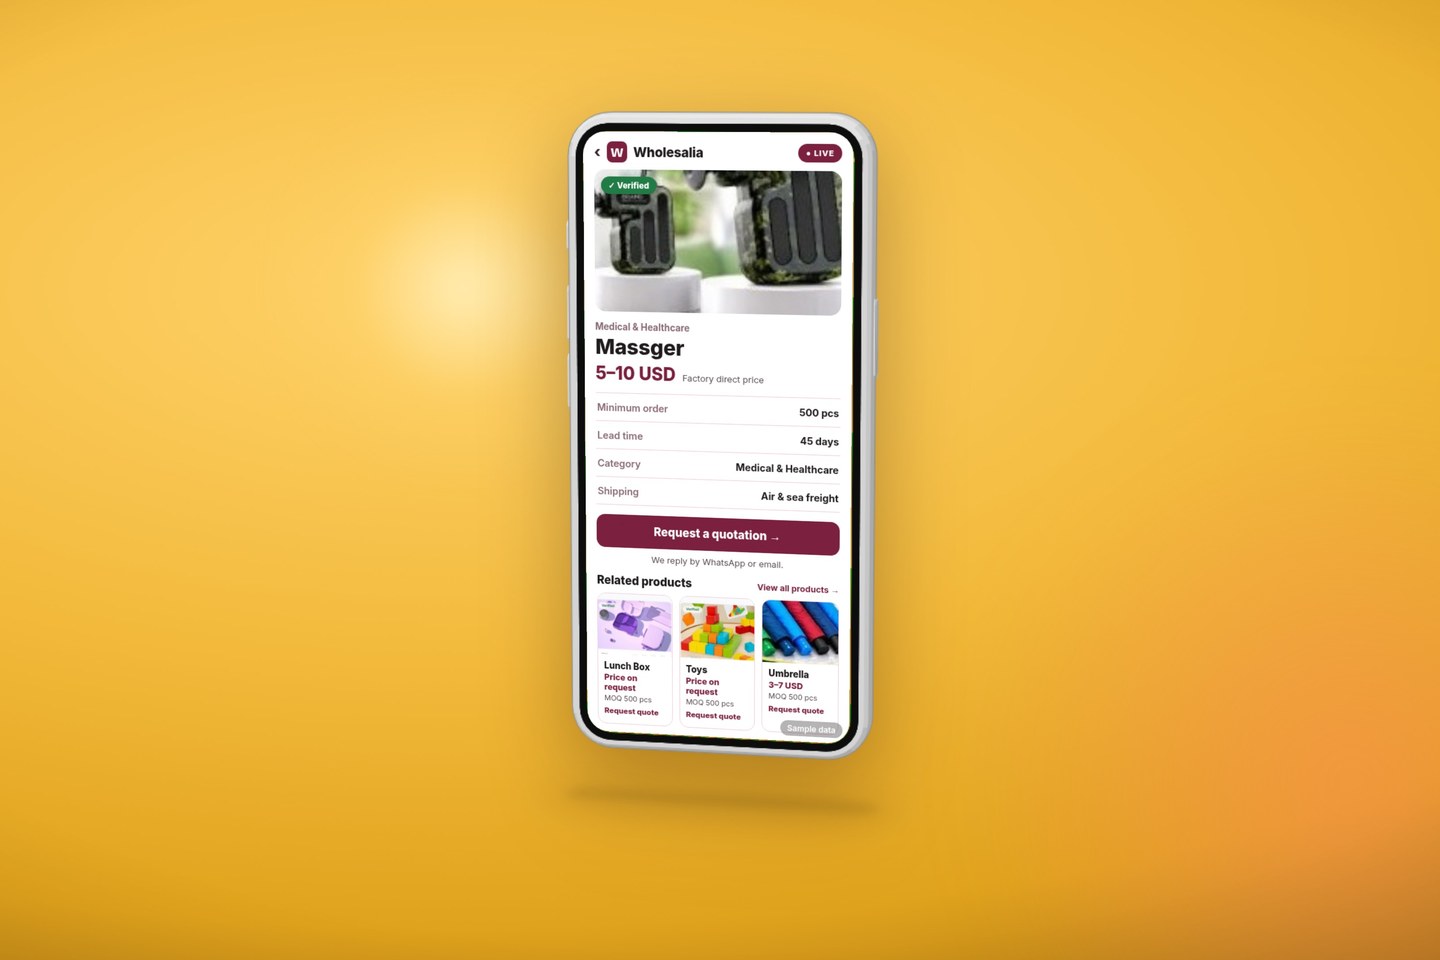 ‹ W Wholesalia
• LIVE
✓ Verified
Medical & Healthcare
Massger
5–10 USD Factory direct price
Minimum order 500 pcs
Lead time 45 days
Category Medical & Healthcare
Shipping Air & sea freight
Request a quotation →
We reply by WhatsApp or email.
Related products View all products →
Lunch Box
Price on
request
MOQ 500 pcs
Request quote
Toys
Price on
request
MOQ 500 pcs
Request quote
Umbrella
3–7 USD
MOQ 500 pcs
Request quote
Sample data